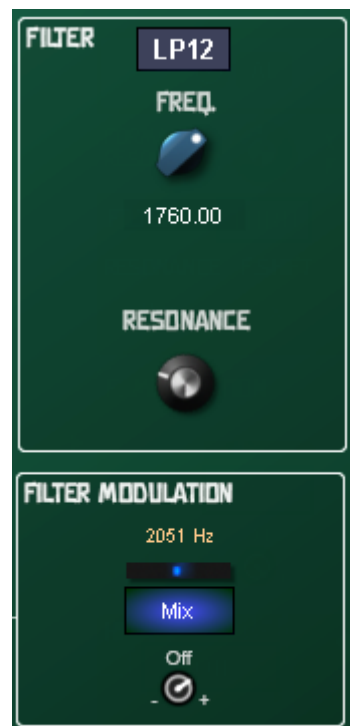 FILTER
LP12
FREQ.
1760.00
RESONANCE
FILTER MODULATION
2051 Hz
Mix
Off
- +